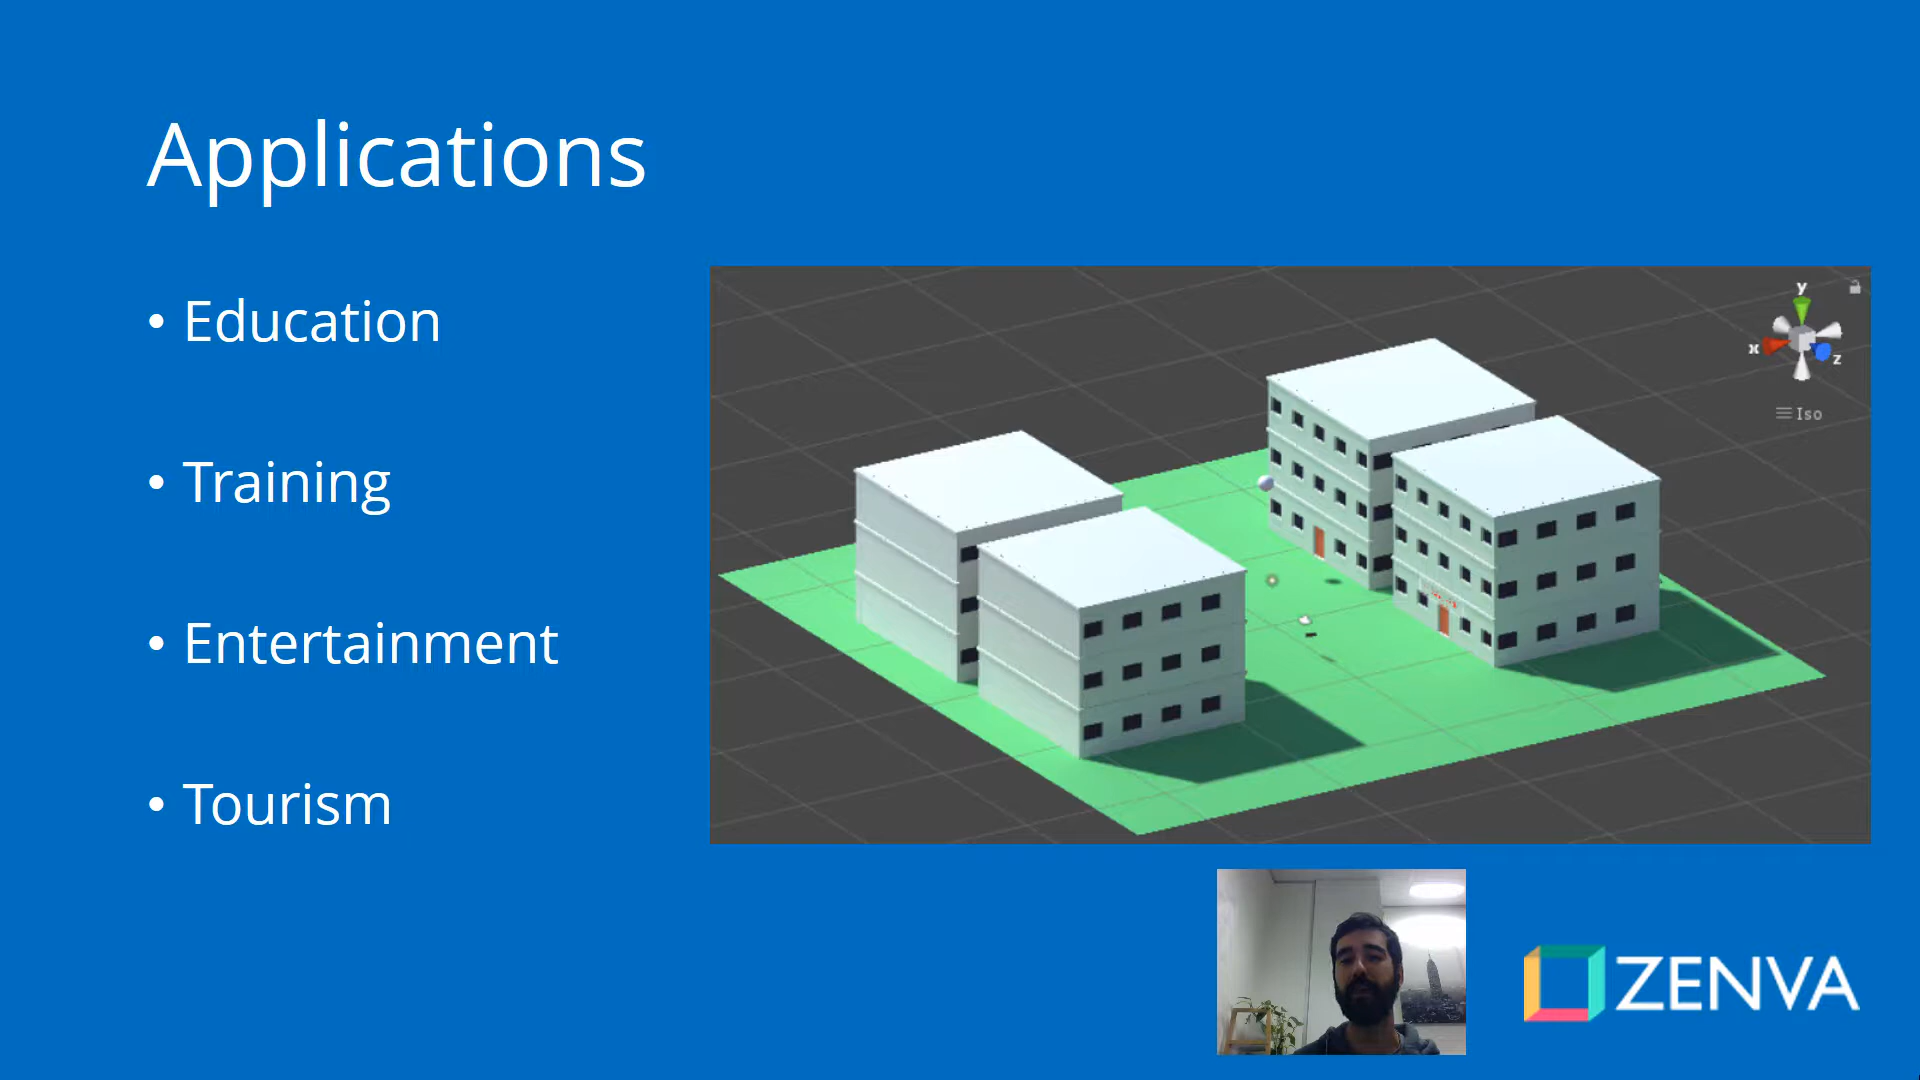 Applications
• Education
• Training
• Entertainment
• Tourism
y
x
z
Iso
ZENVA